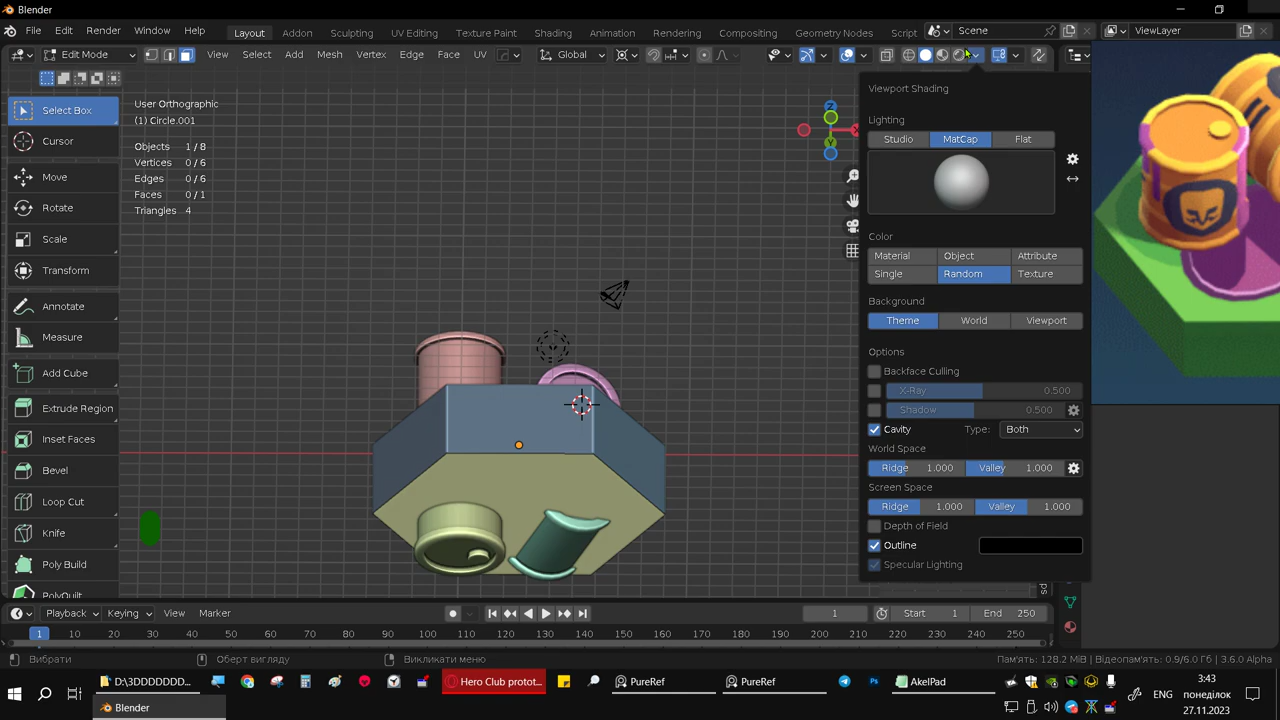 Blender
File Edit Render Window Help Layout Addon Modeling Sculpting UV Editing Texture Paint Shading Animation Rendering Compositing Geometry Nodes Script Scene ViewLayer
Edit Mode View Select Add Mesh Vertex Edge Face UV Global
Select Box
Cursor
Move
Rotate
Scale
Transform
Annotate
Measure
Add Cube
Extrude Region
Inset Faces
Bevel
Loop Cut
Knife
Poly Build
PolyQuilt
User Orthographic
(1) Circle.001
Objects 1/8
Vertices 0/6
Edges 0/6
Faces 0/1
Triangles 4
Z
Y
X
Viewport Shading
Lighting
Studio MatCap Flat
Color
Material Object Attribute
Single Random Texture
Background
Theme World Viewport
Options
Backface Culling
X-Ray 0.500
Shadow 0.500
Cavity Type: Both
World Space
Ridge 1.000 Valley 1.000
Screen Space
Ridge 1.000 Valley 1.000
Depth of Field
Outline
Specular Lighting
Playback Keying View Marker 1 Start 1 End 250
1 10 20 30 40 50 60 70 80 90 100 110 120 130 140 150 160 170 180 190 200 210 220 230 240 250
Вибрати Оберт вигляду Викликати меню Пам'ять: 128.2 MiB Відеопам'ять: 0.9/6.0 Гі 3.6.0 Alpha
D:\3DDDDDDD... Hero Club protot... PureRef PureRef AkelPad
Blender
ENG
3:43
понеділок
27.11.2023